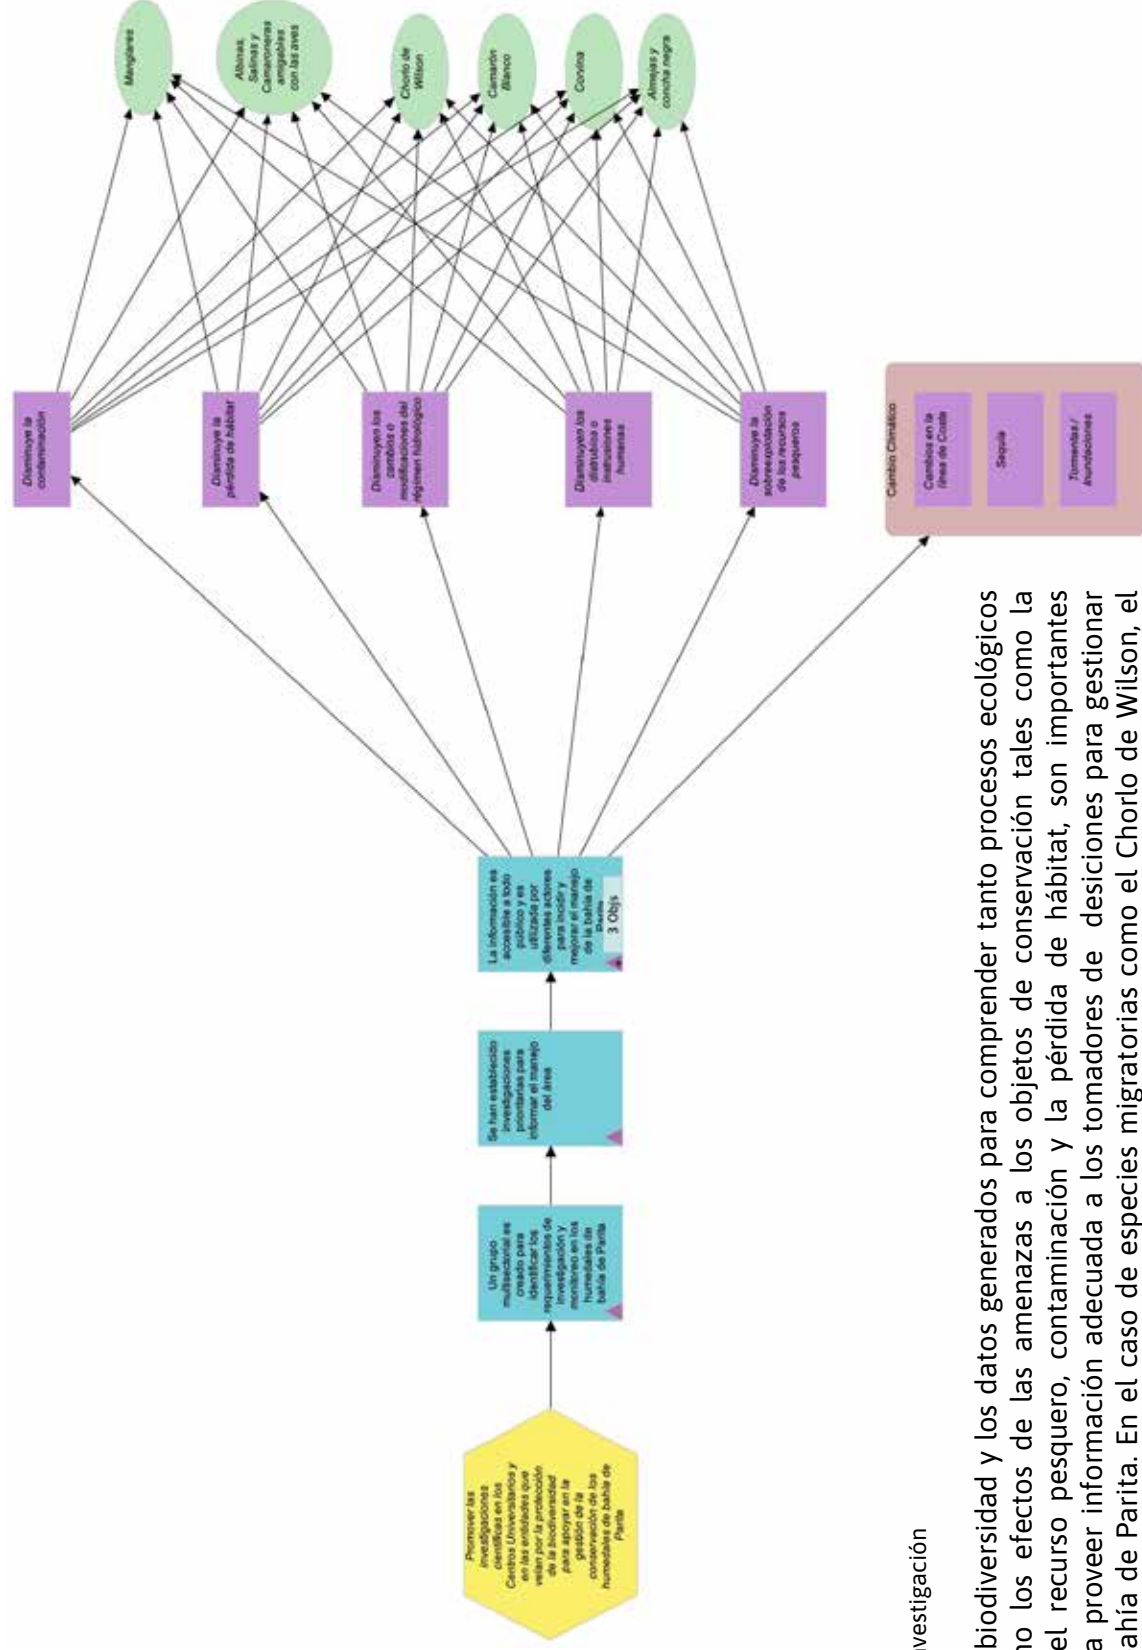 Promover las
investigaciones
científicas en los
Centros Universitarios y
en las entidades que
velan por la protección
de la biodiversidad
para apoyar en la
gestión de la
conservación de los
humedales de bahía de
Parita
Un grupo
multisectorial es
creado para
identificar los
requerimientos de
investigación y
monitoreo en los
humedales de
bahía de Parita
Se han establecido
investigaciones
prioritarias para
informar el manejo
del área
La información es
accesible a todo
público y es
utilizada por
diferentes actores
para incidir y
mejorar el manejo
de la bahía de
3 Objs
Disminuye la
contaminación
Disminuye la
pérdida de hábitat
Disminuyen los
cambios o
modificaciones del
régimen hidrológico
Disminuyen los
disturbios o
instrusiones
humanas
Disminuye la
sobreexplotación
de los recursos
pesqueros
Cambio Climático
Cambios en la
línea de Costa
Sequía
Tormentas /
Inundaciones
Manglares
Albinas,
Salinas y
Camaroneras
amigables
con las aves
Chorlo de
Wilson
Camarón
Blanco
Corvina
Almejas y
concha negra
vestigación
biodiversidad y los datos generados para comprender tanto procesos ecológicos
no los efectos de las amenazas a los objetos de conservación tales como la
el recurso pesquero, contaminación y la pérdida de hábitat, son importantes
a proveer información adecuada a los tomadores de desiciones para gestionar
ahía de Parita. En el caso de especies migratorias como el Chorlo de Wilson, el